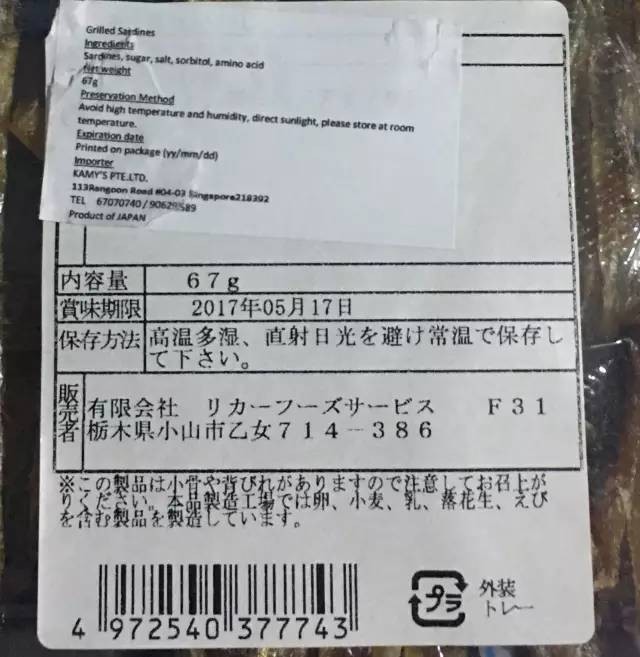 Grilled Sardines
Ingredients
Sardines, sugar, salt, sorbitol, amino acid
Net weight
67g
Preservation Method
Avoid high temperature and humidity, direct sunlight, please store at room
temperature.
Expiration date
Printed on package (yy/mm/dd)
Importer
KAMY'S PTE.LTD.
113Rangoon Road #04-03 Singapore218392
TEL 67070740 /
Product of JAPAN
内容量 67g
賞味期限 2017年05月17日
保存方法 高温多湿、直射日光を避け常温で保存し
て下さい。
販売者 有限会社 リカーフーズサービス F31
栃木県小山市乙女714-386
※この製品は小骨や背びれがありますので注意してお召上が
りください。本品製造工場では卵、小麦、乳、落花生、えび
を含む製品を製造しています。
4 972540 377743
プラ 外装
トレー